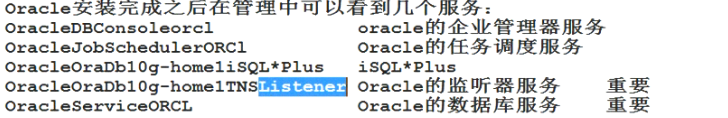 Oracle安装完成之后在管理中可以看到几个服务:
OracleDBConsoleorcl oracle的企业管理器服务
OracleJobSchedulerORCl Oracle的任务调度服务
OracleOraDb10g-home1iSQL*Plus iSQL*Plus
OracleOraDb10g-home1TNSListener Oracle的监听器服务 重要
OracleServiceORCL Oracle的数据库服务 重要